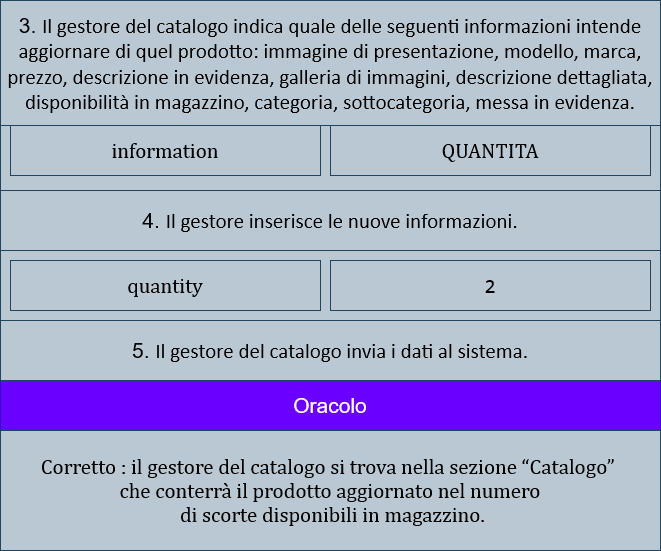 3. Il gestore del catalogo indica quale delle seguenti informazioni intende
aggiornare di quel prodotto: immagine di presentazione, modello, marca,
prezzo, descrizione in evidenza, galleria di immagini, descrizione dettagliata,
disponibilità in magazzino, categoria, sottocategoria, messa in evidenza.
information QUANTITA
4. Il gestore inserisce le nuove informazioni.
quantity 2
5. Il gestore del catalogo invia i dati al sistema.
Oracolo
Corretto : il gestore del catalogo si trova nella sezione “Catalogo”
che conterrà il prodotto aggiornato nel numero
di scorte disponibili in magazzino.